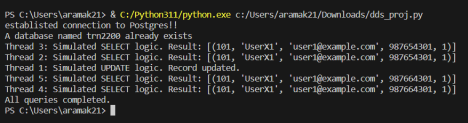 PS C:\Users\aramak21> & C:/Python311/python.exe c:/Users/aramak21/Downloads/dds_proj.py
establisted connection to Postgres!!
A database named trn2200 already exists
Thread 3: Simulated SELECT logic. Result: [(101, 'UserX1', 'user1@example.com', 987654301, 1)]
Thread 2: Simulated SELECT logic. Result: [(101, 'UserX1', 'user1@example.com', 987654301, 1)]
Thread 1: Simulated UPDATE logic. Record updated.
Thread 5: Simulated SELECT logic. Result: [(101, 'UserX1', 'user1@example.com', 987664301, 1)]
Thread 4: Simulated SELECT logic. Result: [(101, 'UserX1', 'user1@example.com', 987664301, 1)]
All queries completed.
PS C:\Users\aramak21>